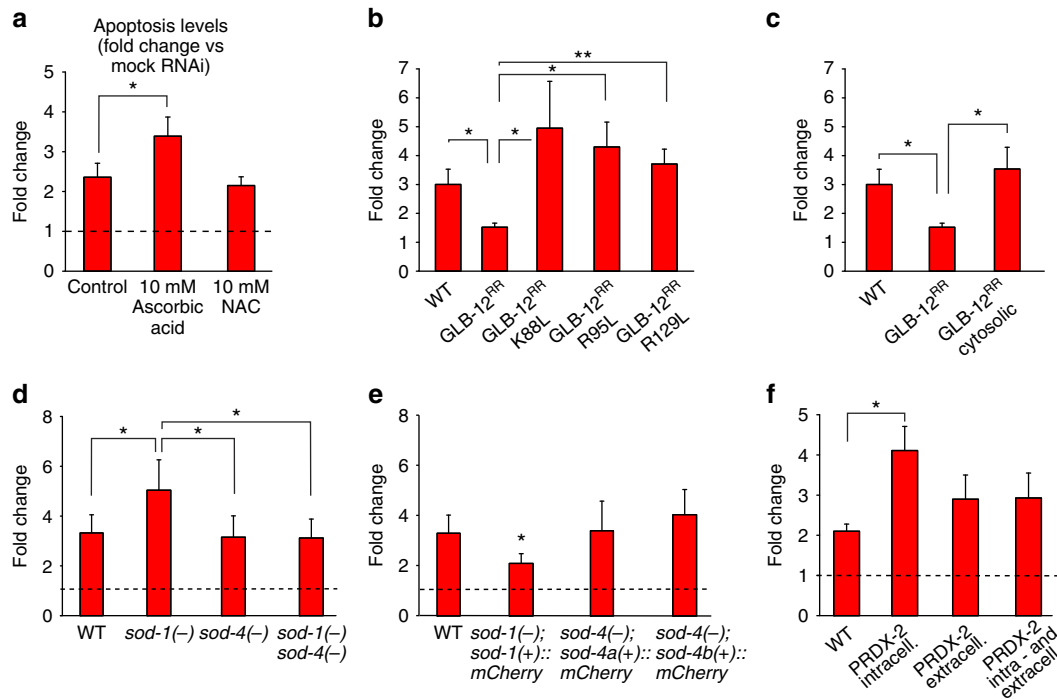 a
Apoptosis levels
(fold change vs
mock RNAi)
Fold change
5
4
3
2
1
0
*
Control
10 mM
Ascorbic
acid
10 mM
NAC
b
Fold change
7
6
5
4
3
2
1
0
*
*
*
**
WT
GLB-12RR
GLB-12RR
K88L
GLB-12RR
R95L
GLB-12RR
R129L
c
Fold change
7
6
5
4
3
2
1
0
*
*
WT
GLB-12RR
GLB-12RR
cytosolic
d
Fold change
8
6
4
2
0
*
*
*
WT
sod-1(–)
sod-4(–)
sod-1(–)
sod-4(–)
e
Fold change
8
6
4
2
0
*
WT
sod-1(–);
sod-1(+)::
mCherry
sod-4(–);
sod-4a(+)::
mCherry
sod-4(–);
sod-4b(+)::
mCherry
f
Fold change
5
4
3
2
1
0
*
WT
PRDX-2
intracell.
PRDX-2
extracell.
PRDX-2
intra - and
extracell